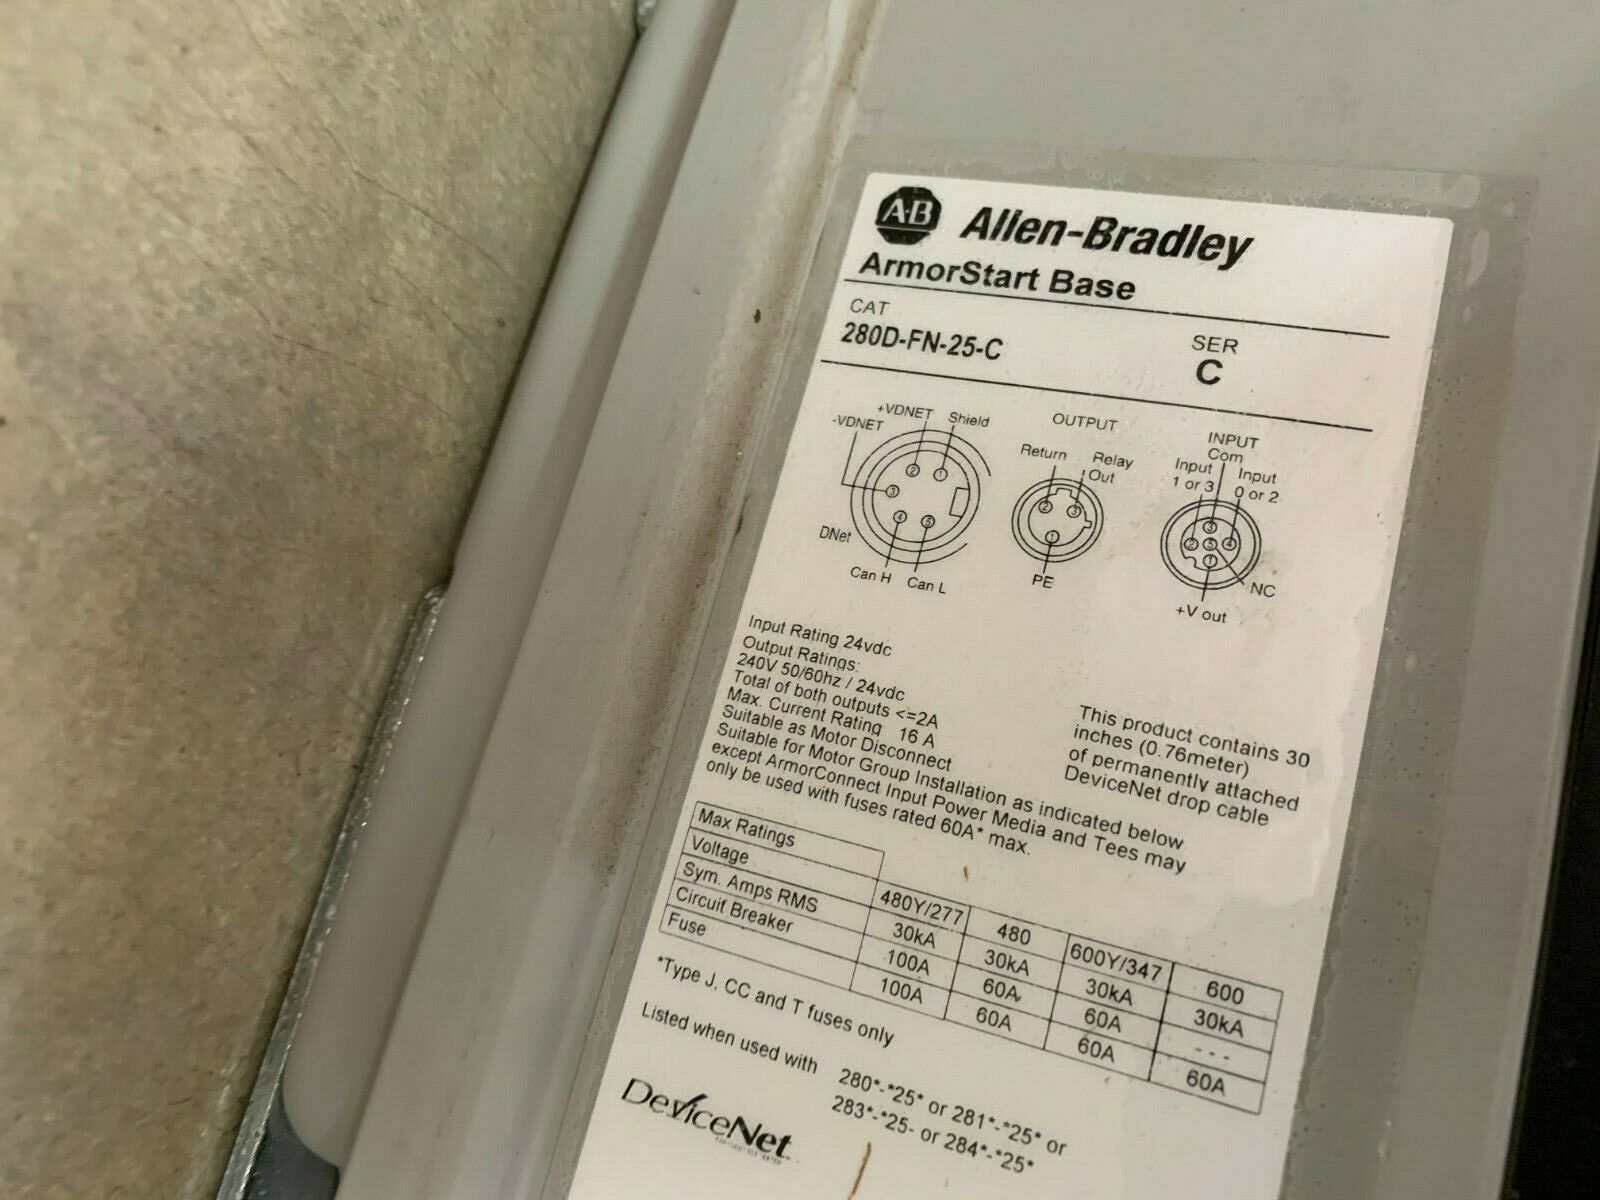 A-B Allen-Bradley
ArmorStart Base
CAT
280D-FN-25-C
SER
C
+VDNET
Shield
-VDNET
2
1
3
4
5
DNet
Can H
Can L
OUTPUT
Return
Relay
Out
2
3
1
PE
INPUT
Com
Input
1 or 3
Input
0 or 2
3
2
5
4
1
NC
+V out
Input Rating 24vdc
Output Ratings:
240V 50/60hz / 24vdc
Total of both outputs <=2A
Max. Current Rating 16 A
Suitable as Motor Disconnect
Suitable for Motor Group Installation as indicated below
except ArmorConnect Input Power Media and Tees may
only be used with fuses rated 60A* max.
This product contains 30
inches (0.76meter)
of permanently attached
DeviceNet drop cable
Max Ratings
Voltage 480Y/277 480 600Y/347 600
Sym. Amps RMS 30kA 30kA 30kA 30kA
Circuit Breaker 100A 60A 60A ---
Fuse 100A 60A 60A 60A
*Type J, CC and T fuses only
Listed when used with 280*-*25* or 281*-*25* or
283*-*25- or 284*-*25*
DeviceNet